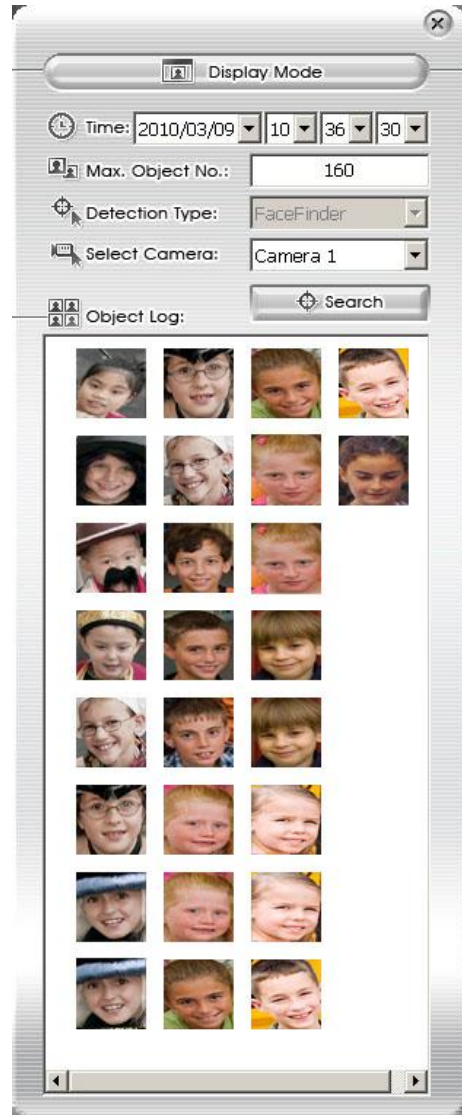 Display Mode
Time: 2010/03/09 10 36 30
Max. Object No.: 160
Detection Type: FaceFinder
Select Camera: Camera 1
Search
Object Log: